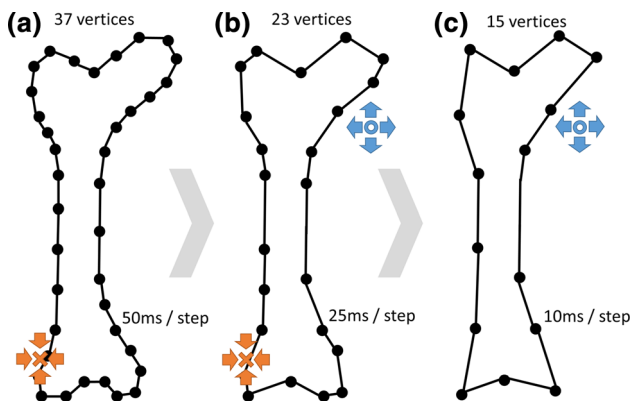 (a) 37 vertices
(b) 23 vertices
(c) 15 vertices
50ms / step
25ms / step
10ms / step